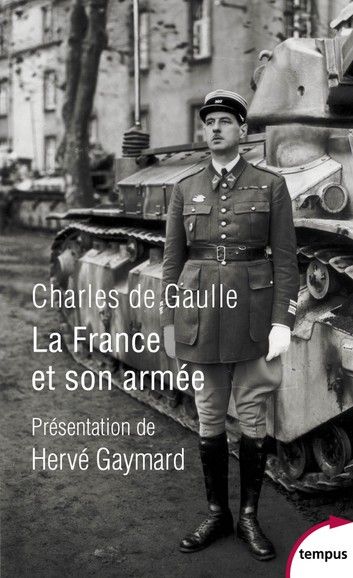 Charles de Gaulle
La France
et son armée
Présentation de
Hervé Gaymard
tempus